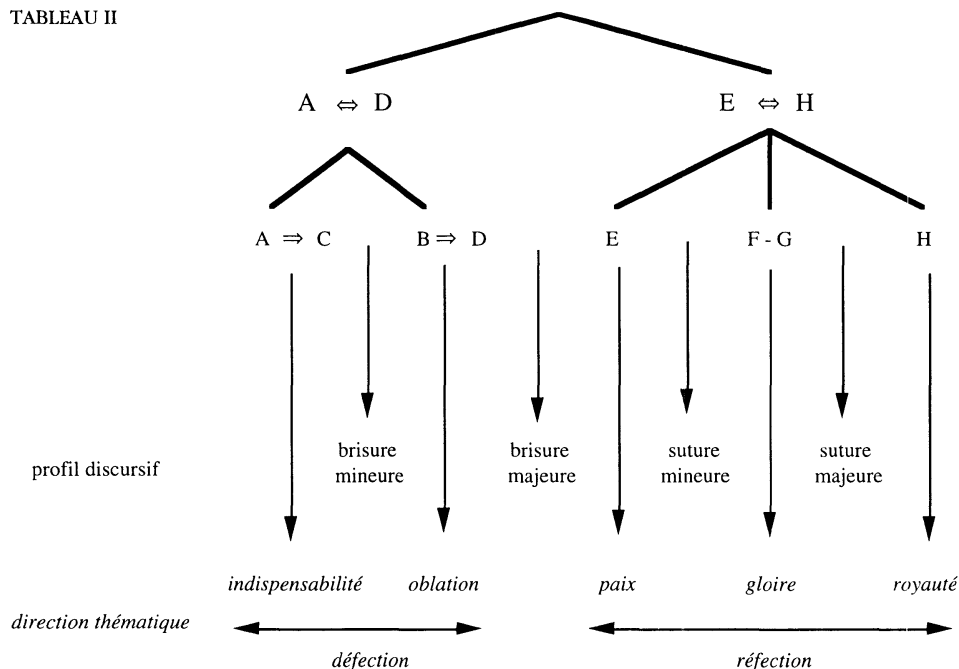 TABLEAU II
A ⇔ D
E ⇔ H
A ⇒ C
B ⇒ D
E
F - G
H
profil discursif
brisure
mineure
brisure
majeure
suture
mineure
suture
majeure
indispensabilité
oblation
paix
gloire
royauté
direction thématique
défection
réfection